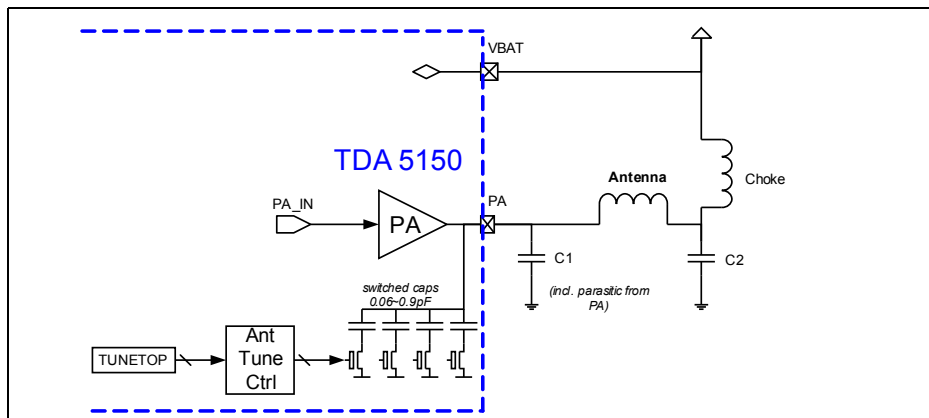 VBAT
TDA 5150
Antenna
Choke
PA_IN
PA
PA
C1
C2
(incl. parasitic from
PA)
switched caps
0.06~0.9pF
TUNETOP
Ant
Tune
Ctrl